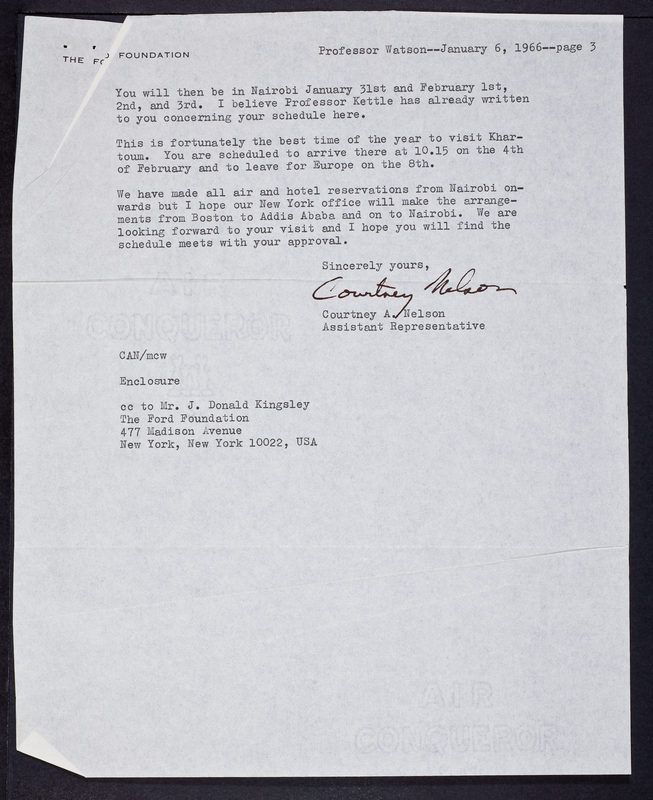 THE FO D FOUNDATION
Professor Watson--January 6, 1966--page 3
You will then be in Nairobi January 31st and February 1st,
2nd, and 3rd. I believe Professor Kettle has already written
to you concerning your schedule here.
This is fortunately the best time of the year to visit Khar-
toum. You are scheduled to arrive there at 10.15 on the 4th
of February and to leave for Europe on the 8th.
We have made all air and hotel reservations from Nairobi on-
wards but I hope our New York office will make the arrange-
ments from Boston to Addis Ababa and on to Nairobi. We are
looking forward to your visit and I hope you will find the
schedule meets with your approval.
Sincerely yours,
Courtney Nelson
Courtney A. Nelson
Assistant Representative
AIR
CONQUEROR
CAN/mcw
Enclosure
cc to Mr. J. Donald Kingsley
The Ford Foundation
477 Madison Avenue
New York, New York 10022, USA
AIR
CONQUEROR